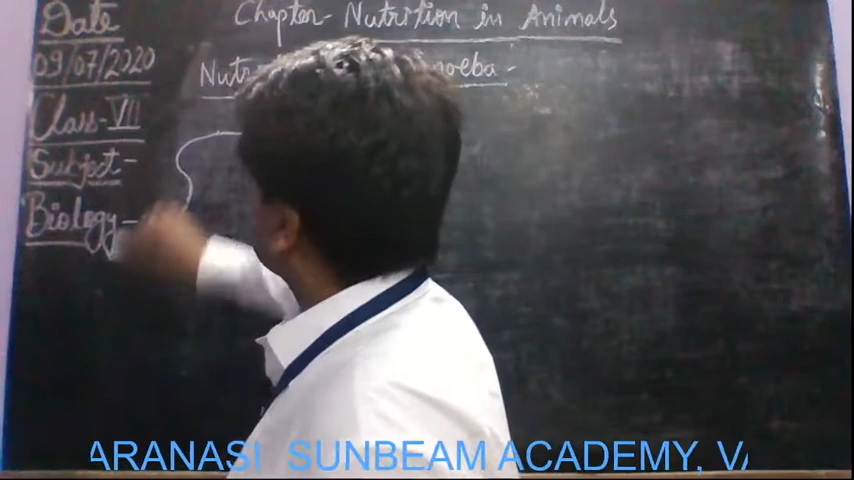 Date
09/07/2020
Class-VII
Subject-
Biology-
Chapter- Nutrition in Animals
ARANASI SUNBEAM ACADEMY, VA